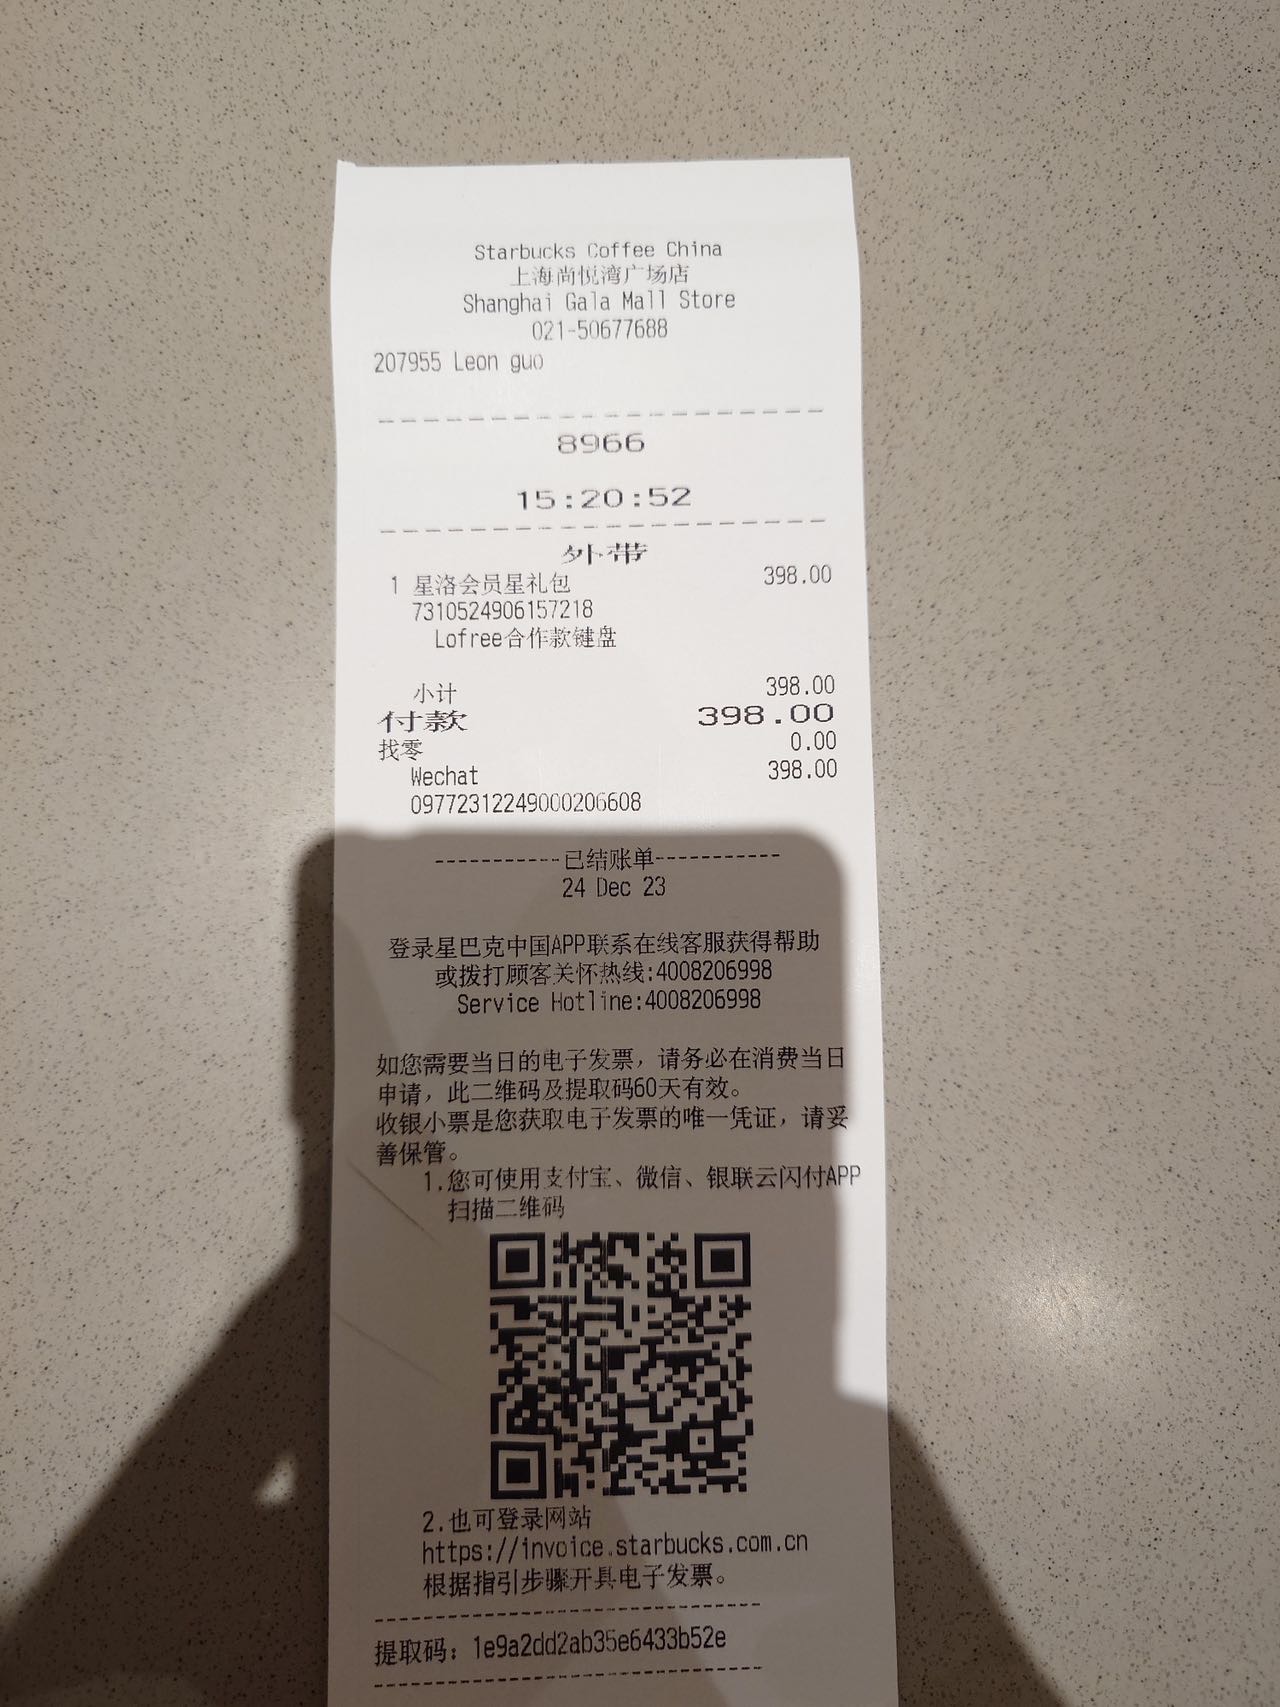 Starbucks Coffee China
上海尚悦湾广场店
Shanghai Gala Mall Store
021-50677688
207955 Leon guo
8966
15:20:52
外带
1 星洛会员星礼包 398.00
7310524906157218
Lofree合作款键盘
小计 398.00
付款 398.00
找零 0.00
Wechat 398.00
09772312249000206608
-----------已结账单-----------
24 Dec 23
登录星巴克中国APP联系在线客服获得帮助
或拨打顾客关怀热线:4008206998
Service Hotline:4008206998
如您需要当日的电子发票，请务必在消费当日
申请，此二维码及提取码60天有效。
收银小票是您获取电子发票的唯一凭证，请妥
善保管。
1.您可使用支付宝、微信、银联云闪付APP
扫描二维码
2.也可登录网站
https://invoice.starbucks.com.cn
根据指引步骤开具电子发票。
提取码：1e9a2dd2ab35e6433b52e